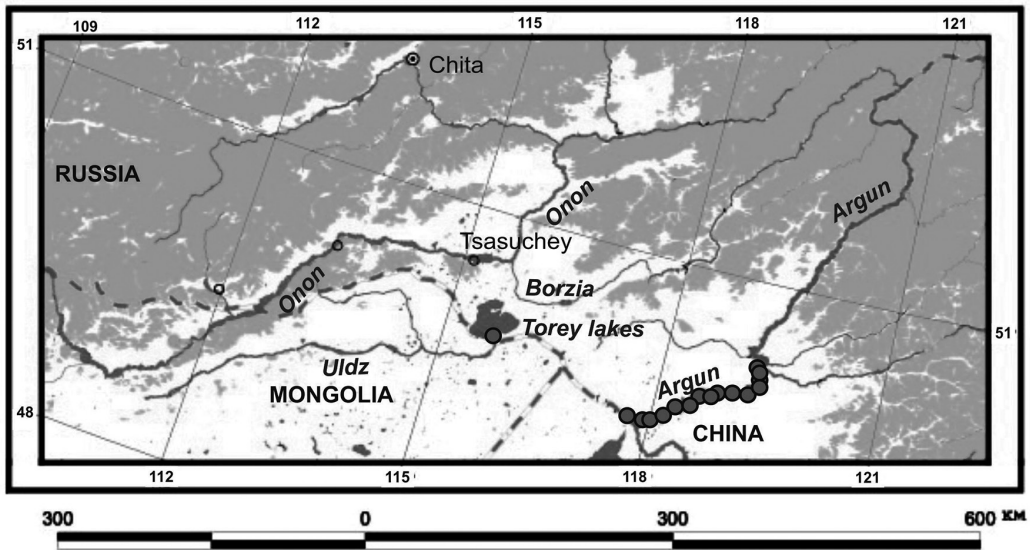 109 112 115 118 121
51
Chita
RUSSIA
Argun
Onon
Tsasuchey
Onon
Borzia
Torey lakes
51
Uldz
Argun
MONGOLIA
48
CHINA
112 115 118 121
300 0 300 600 км